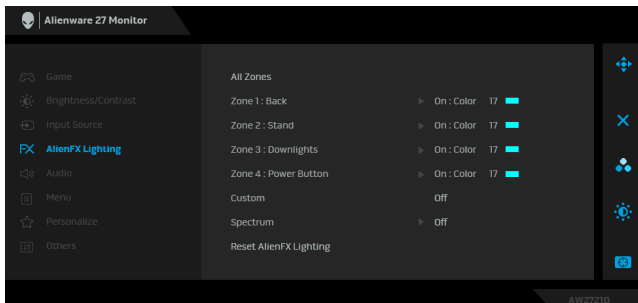 Alienware 27 Monitor
Game
Brightness/Contrast
Input Source
FX AlienFX Lighting
Audio
Menu
Personalize
Others
All Zones
Zone 1 : Back On : Color 17
Zone 2 : Stand On : Color 17
Zone 3 : Downlights On : Color 17
Zone 4 : Power Button On : Color 17
Custom Off
Spectrum Off
Reset AlienFX Lighting
AW2721D